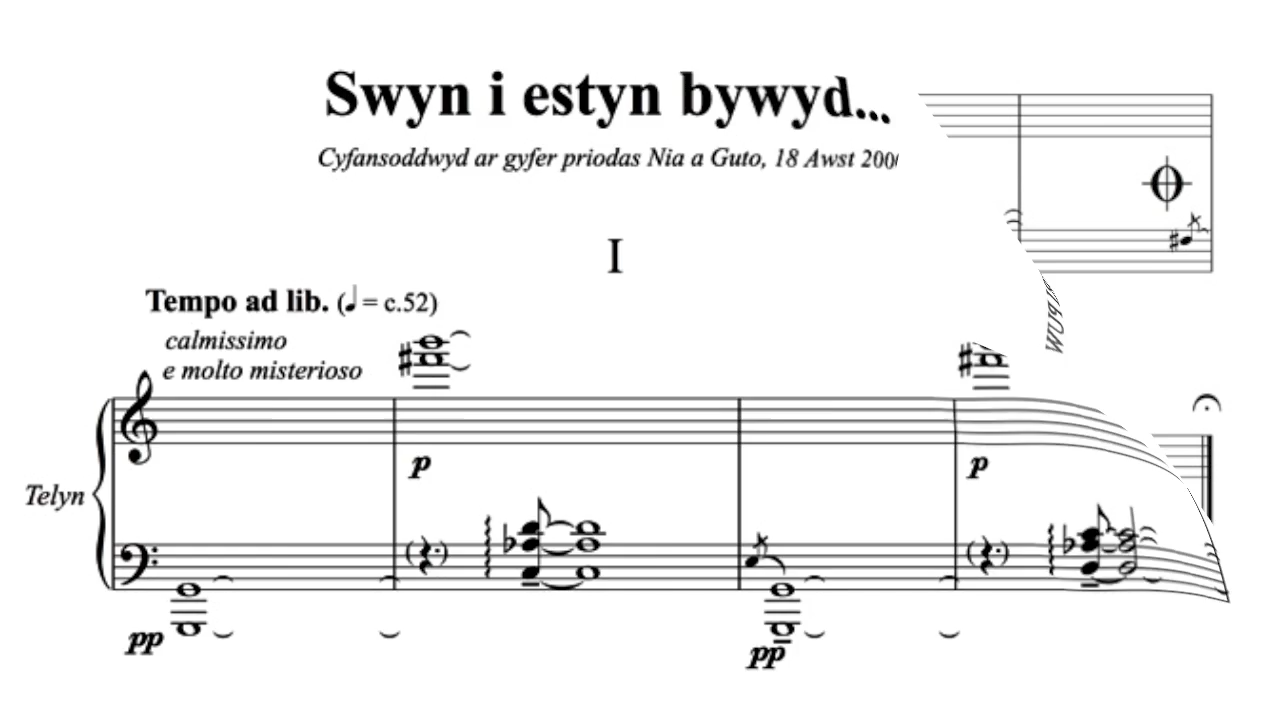 Swyn i estyn bywyd...
Cyfansoddwyd ar gyfer priodas Nia a Guto, 18 Awst
I
Tempo ad lib. (♩ = c.52)
calmissimo
e molto misterioso
p
p
Telyn
pp
pp